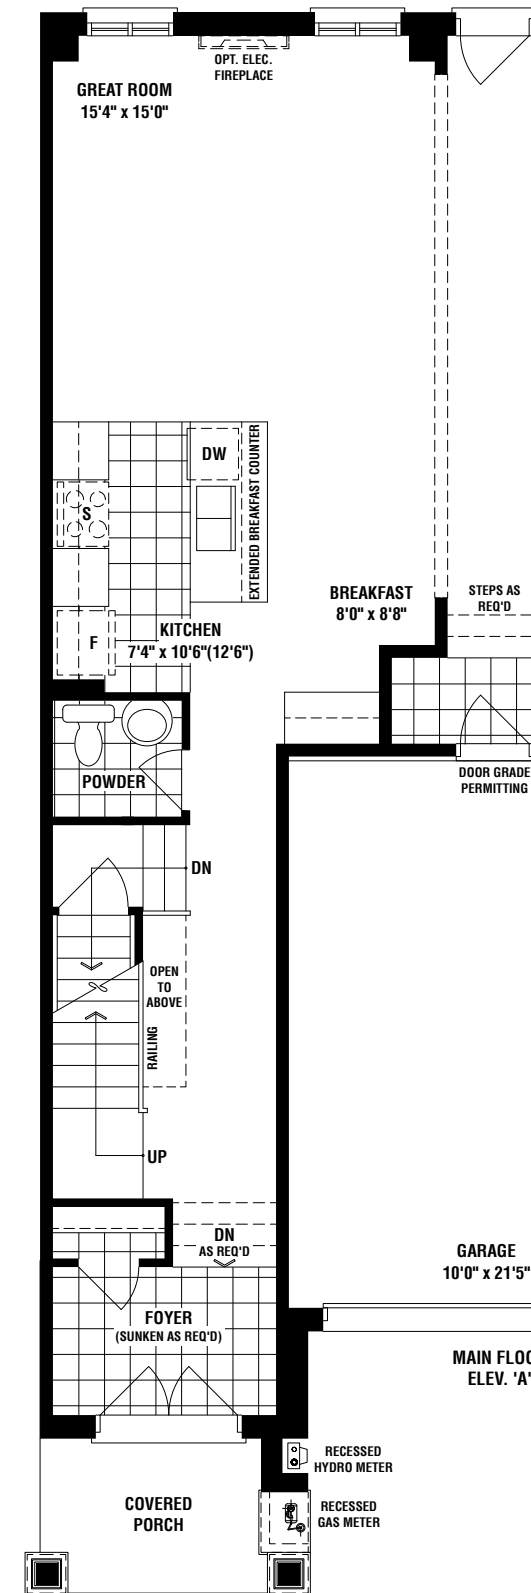 OPT. ELEC.
FIREPLACE
GREAT ROOM
15'4" x 15'0"
DW
EXTENDED BREAKFAST COUNTER
S
BREAKFAST
8'0" x 8'8"
STEPS AS
REQ'D
F
KITCHEN
7'4" x 10'6"(12'6")
POWDER
DOOR GRADE
PERMITTING
DN
OPEN
TO
ABOVE
RAILING
UP
DN
AS REQ'D
GARAGE
10'0" x 21'5"
FOYER
(SUNKEN AS REQ'D)
MAIN
ELEV. 'A'
RECESSED
HYDRO METER
COVERED
PORCH
RECESSED
GAS METER